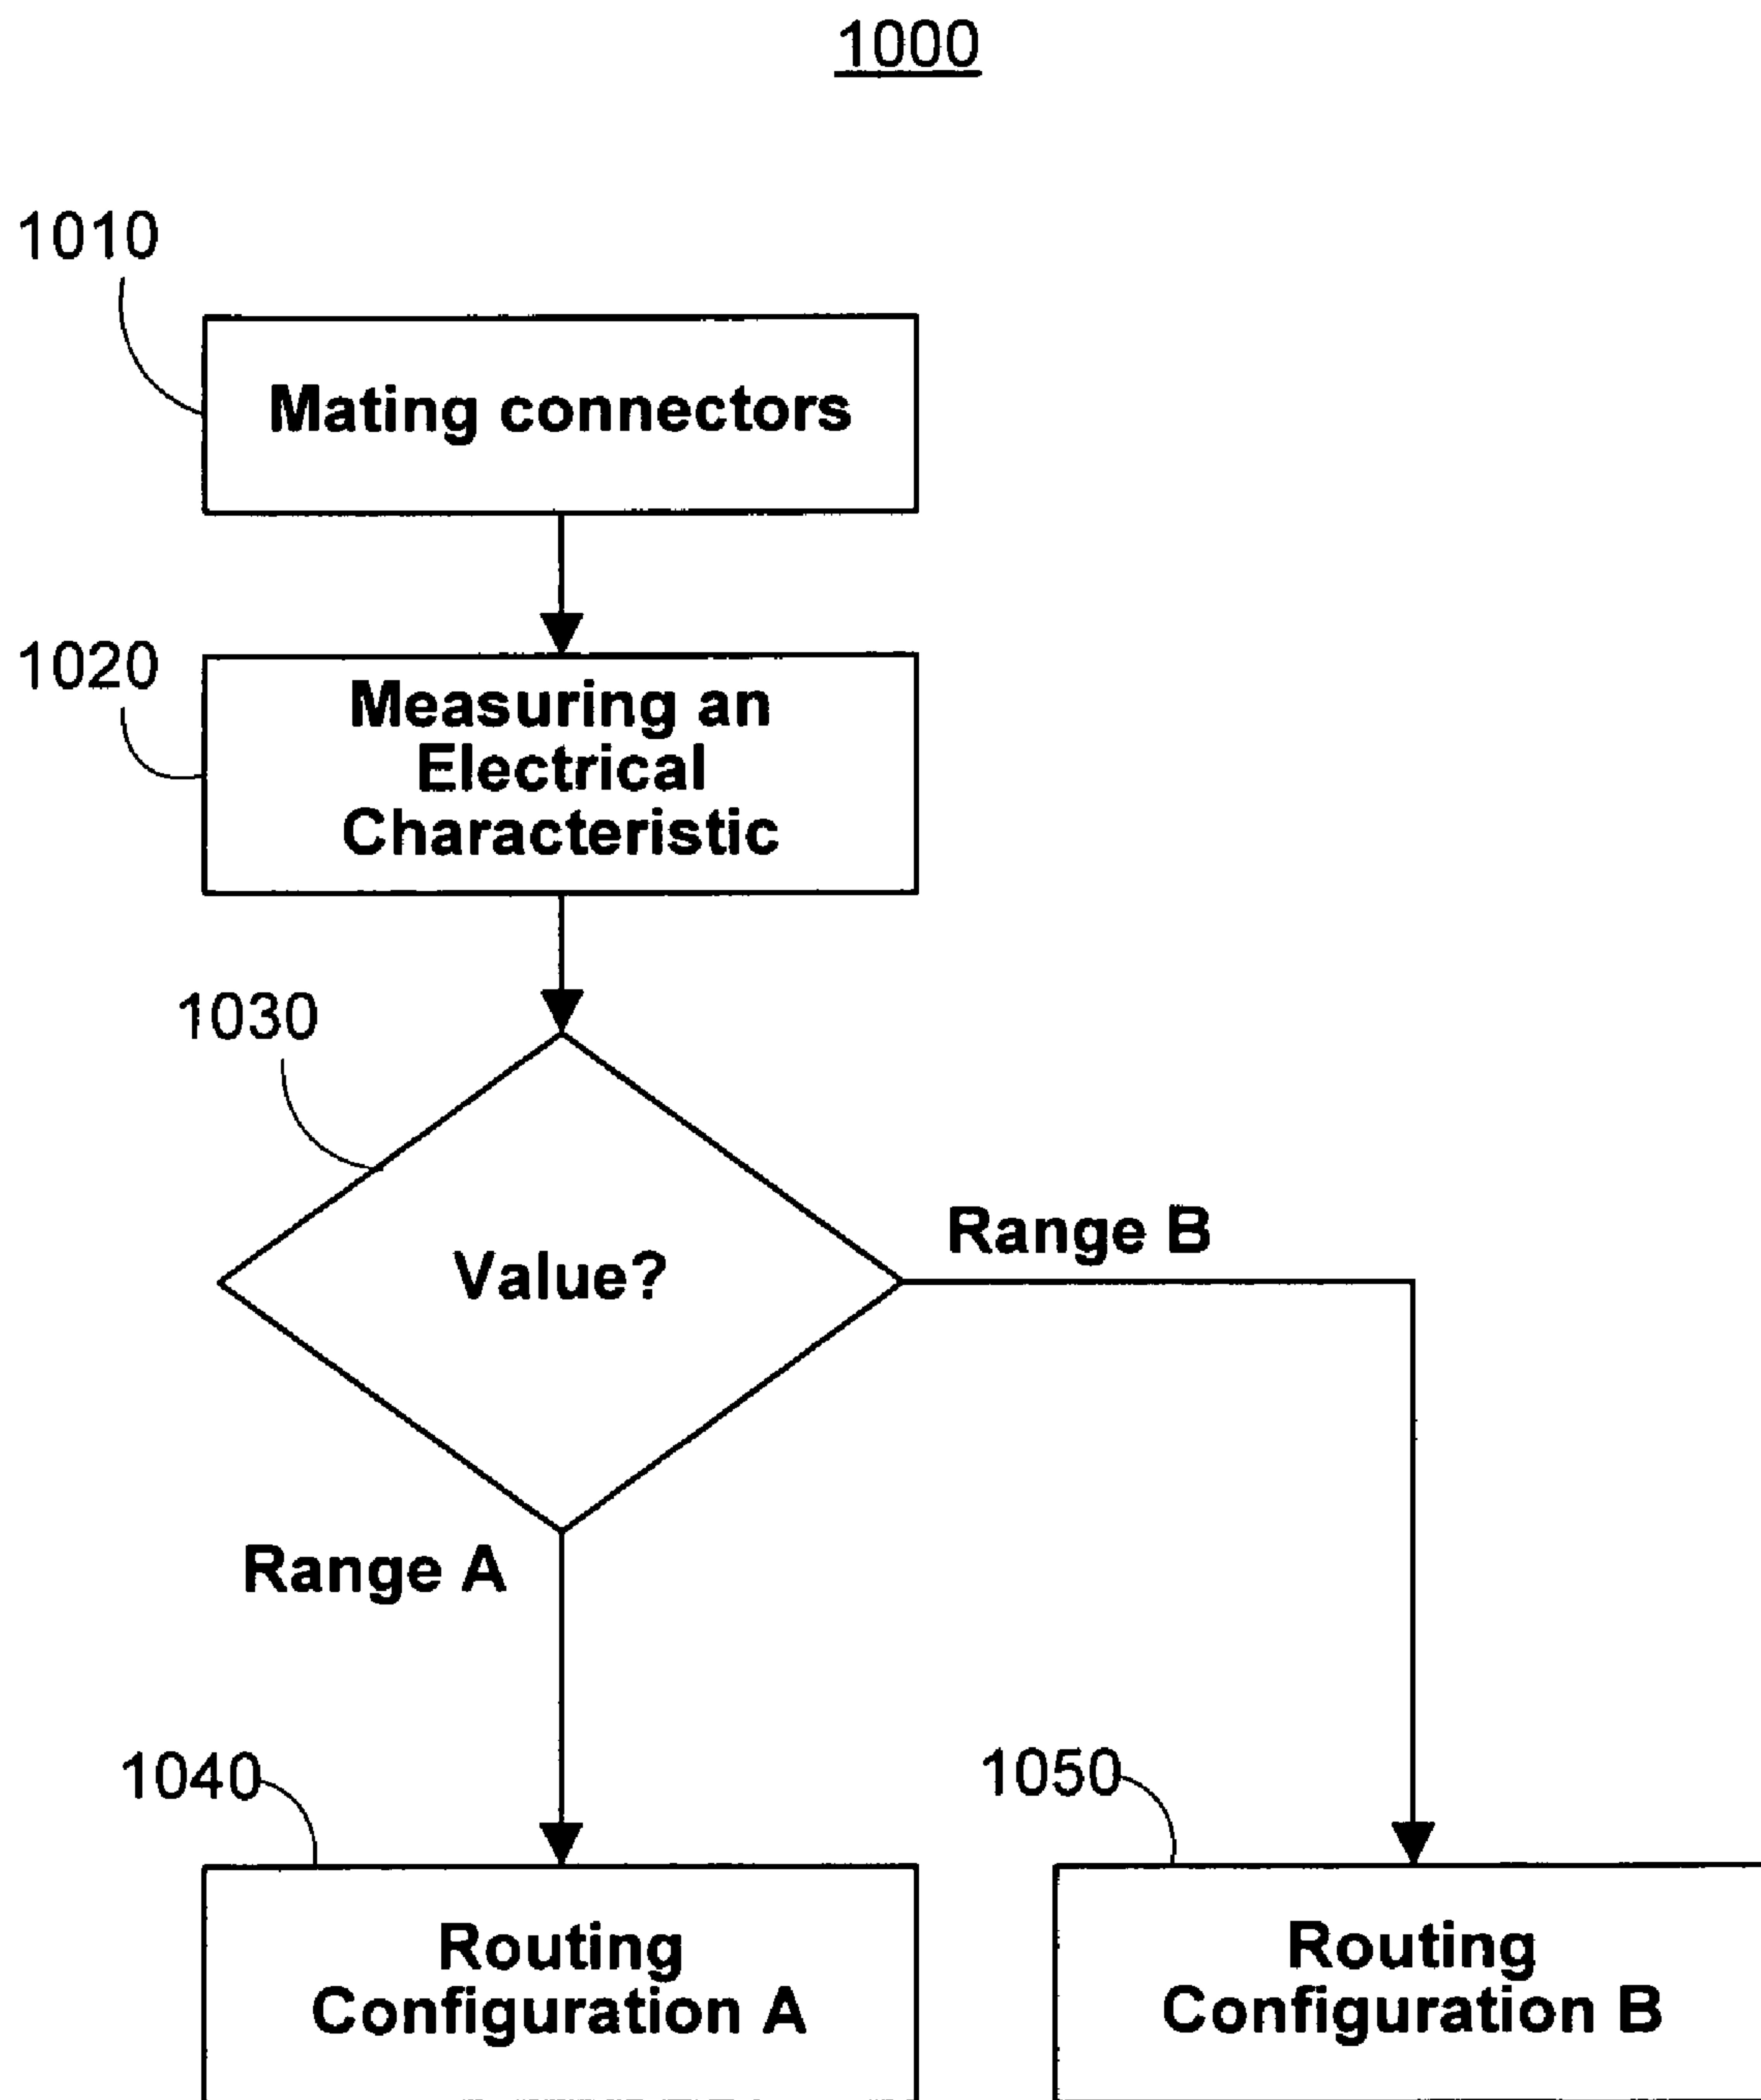 1000
1010
Mating connectors
1020
Measuring an
Electrical
Characteristic
1030
Value?
Range B
Range A
1040
Routing
Configuration A
1050
Routing
Configuration B